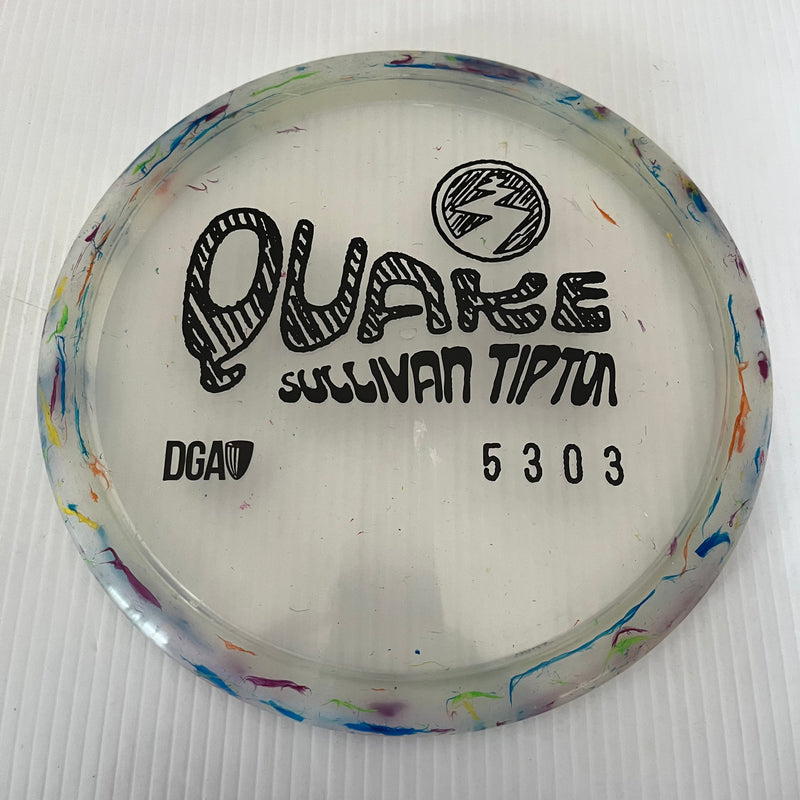 QUAKE
SULLIVAN TIPTON
DGA
5303